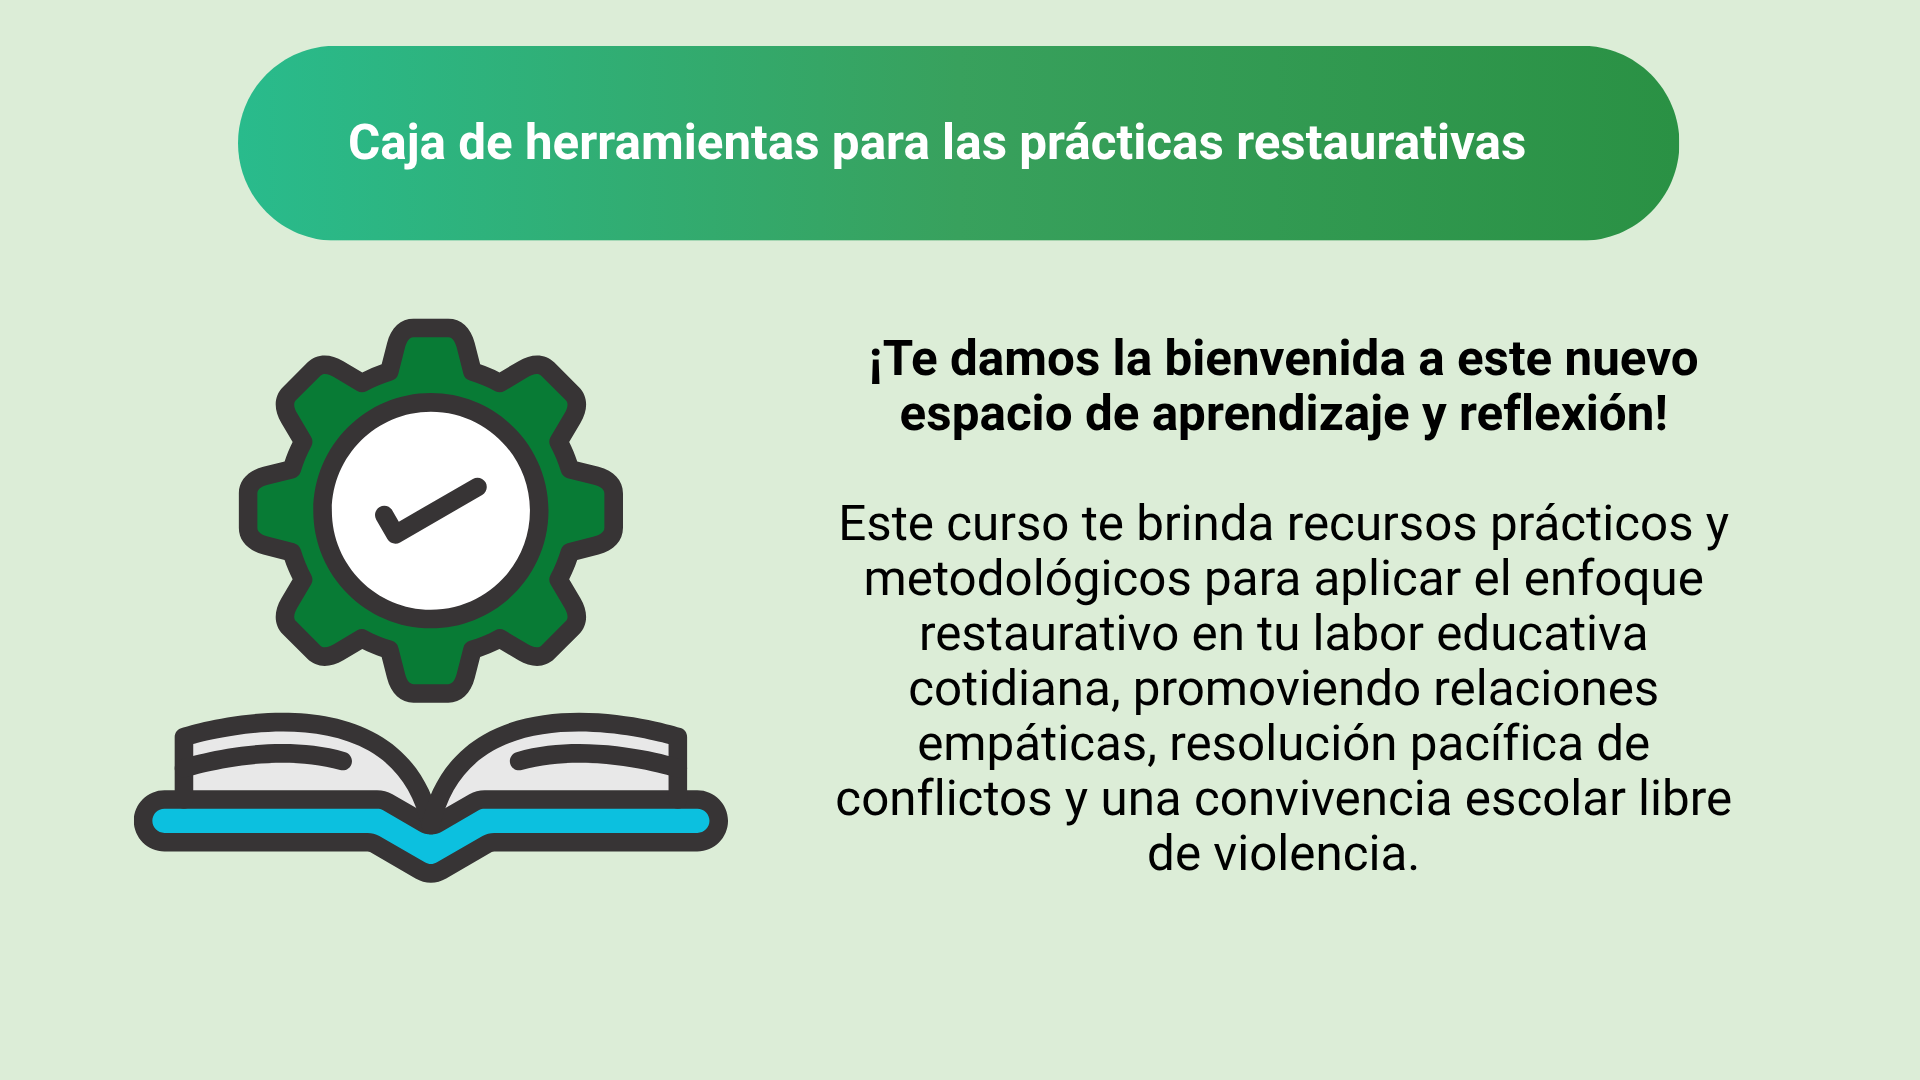 Caja de herramientas para las prácticas restaurativas
¡Te damos la bienvenida a este nuevo
espacio de aprendizaje y reflexión!
Este curso te brinda recursos prácticos y
metodológicos para aplicar el enfoque
restaurativo en tu labor educativa
cotidiana, promoviendo relaciones
empáticas, resolución pacífica de
conflictos y una convivencia escolar libre
de violencia.